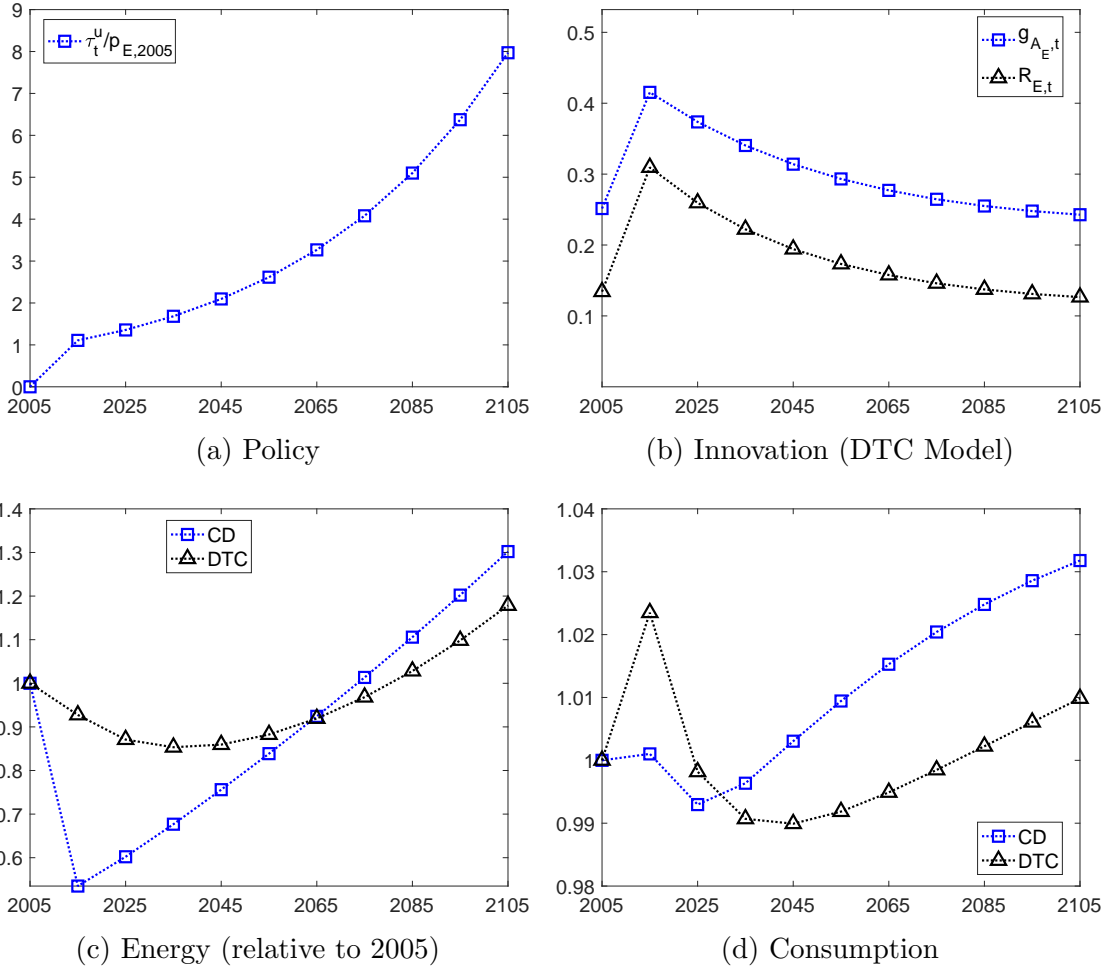 9
8
7
6
5
4
3
2
1
0
τ_t^u/p_{E,2005}
2005 2025 2045 2065 2085 2105
(a) Policy
0.5
0.4
0.3
0.2
0.1
g_{A_E,t}
R_{E,t}
2005 2025 2045 2065 2085 2105
(b) Innovation (DTC Model)
1.4
1.3
1.2
1.1
1
0.9
0.8
0.7
0.6
CD
DTC
2005 2025 2045 2065 2085 2105
(c) Energy (relative to 2005)
1.04
1.03
1.02
1.01
1
0.99
0.98
CD
DTC
2005 2025 2045 2065 2085 2105
(d) Consumption